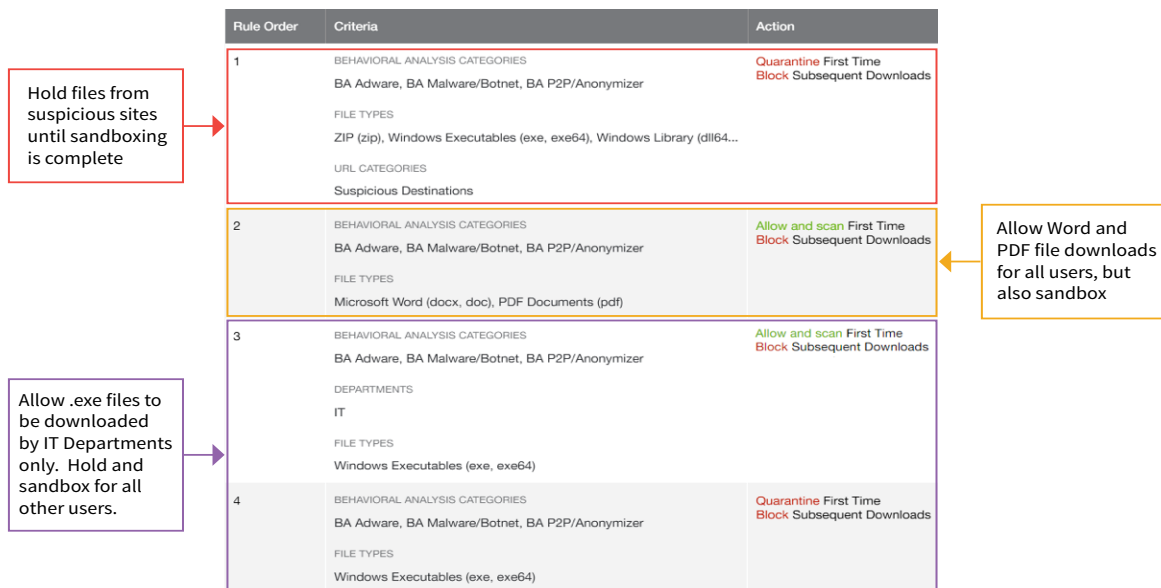 Rule Order Criteria Action
Hold files from
suspicious sites
until sandboxing
is complete
1 BEHAVIORAL ANALYSIS CATEGORIES Quarantine First Time
BA Adware, BA Malware/Botnet, BA P2P/Anonymizer Block Subsequent Downloads
FILE TYPES
ZIP (zip), Windows Executables (exe, exe64), Windows Library (dll64...
URL CATEGORIES
Suspicious Destinations
2 BEHAVIORAL ANALYSIS CATEGORIES Allow and scan First Time
BA Adware, BA Malware/Botnet, BA P2P/Anonymizer Block Subsequent Downloads
FILE TYPES
Microsoft Word (docx, doc), PDF Documents (pdf)
Allow Word and
PDF file downloads
for all users, but
also sandbox
3 BEHAVIORAL ANALYSIS CATEGORIES Allow and scan First Time
BA Adware, BA Malware/Botnet, BA P2P/Anonymizer Block Subsequent Downloads
DEPARTMENTS
IT
FILE TYPES
Windows Executables (exe, exe64)
Allow .exe files to
be downloaded
by IT Departments
only. Hold and
sandbox for all
other users.
4 BEHAVIORAL ANALYSIS CATEGORIES Quarantine First Time
BA Adware, BA Malware/Botnet, BA P2P/Anonymizer Block Subsequent Downloads
FILE TYPES
Windows Executables (exe, exe64)